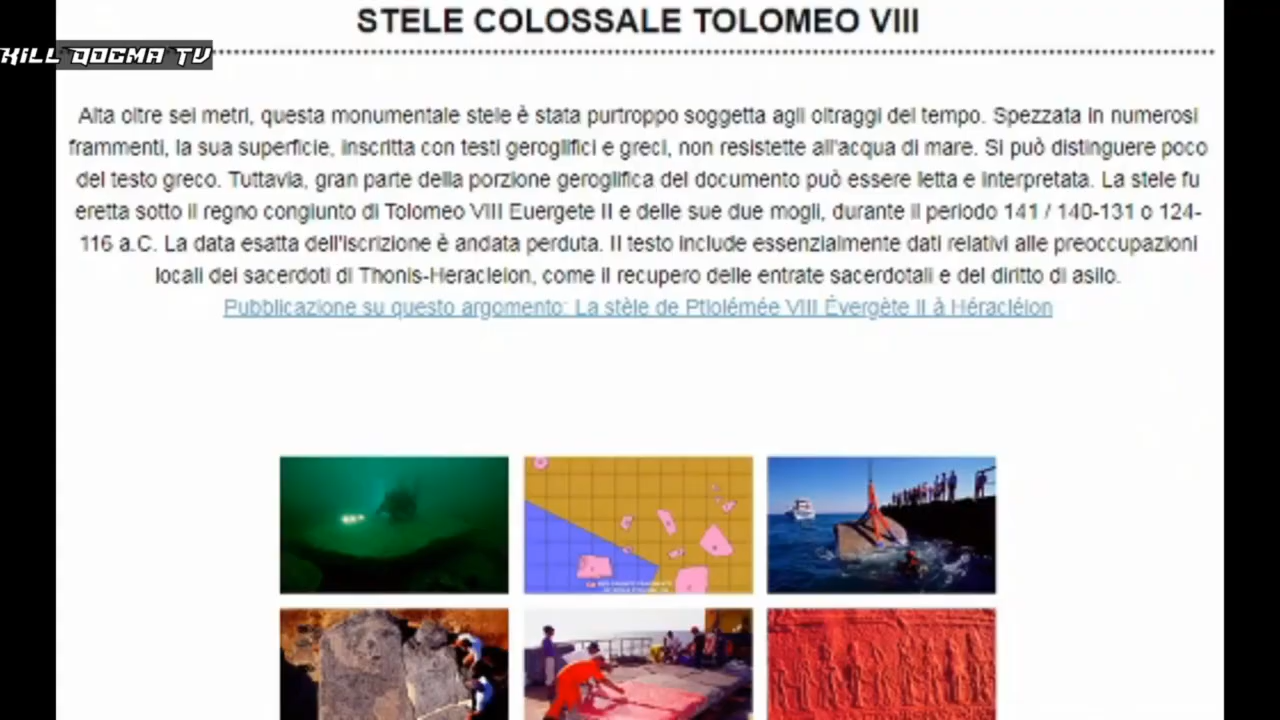 STELE COLOSSALE TOLOMEO VIII
KILL DOGMA TV
Alta oltre sei metri, questa monumentale stele è stata purtroppo soggetta agli oltraggi del tempo. Spezzata in numerosi
frammenti, la sua superficie, inscritta con testi geroglifici e greci, non resistette all'acqua di mare. Si può distinguere poco
del testo greco. Tuttavia, gran parte della porzione geroglifica del documento può essere letta e interpretata. La stele fu
eretta sotto il regno congiunto di Tolomeo VIII Euergete II e delle sue due mogli, durante il periodo 141 / 140-131 o 124-
116 a.C. La data esatta dell'iscrizione è andata perduta. Il testo include essenzialmente dati relativi alle preoccupazioni
locali dei sacerdoti di Thonis-Heracleion, come il recupero delle entrate sacerdotali e del diritto di asilo.
Pubblicazione su questo argomento: La stèle de Ptlolémée VIII Évergète II à Héracléion